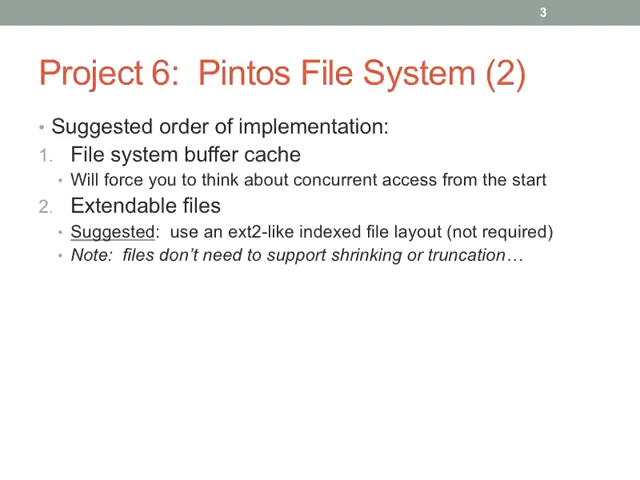 3
Project 6: Pintos File System (2)
• Suggested order of implementation:
1. File system buffer cache
• Will force you to think about concurrent access from the start
2. Extendable files
• Suggested: use an ext2-like indexed file layout (not required)
• Note: files don’t need to support shrinking or truncation…